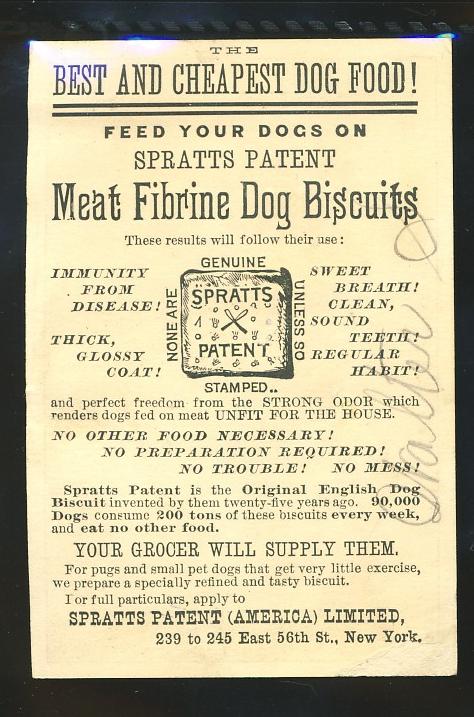 THE
BEST AND CHEAPEST DOG FOOD!
FEED YOUR DOGS ON
SPRATTS PATENT
Meat Fibrine Dog Biscuits
These results will follow their use:
IMMUNITY
FROM
DISEASE!
THICK,
GLOSSY
COAT!
GENUINE
NONE ARE
SPRATTS
PATENT
UNLESS SO
STAMPED..
SWEET
BREATH!
CLEAN,
SOUND
TEETH!
REGULAR
HABIT!
and perfect freedom from the STRONG ODOR which
renders dogs fed on meat UNFIT FOR THE HOUSE.
NO OTHER FOOD NECESSARY!
NO PREPARATION REQUIRED!
NO TROUBLE! NO MESS!
Spratts Patent is the Original English Dog
Biscuit invented by them twenty-five years ago. 90,000
Dogs consume 200 tons of these biscuits every week,
and eat no other food.
YOUR GROCER WILL SUPPLY THEM.
For pugs and small pet dogs that get very little exercise,
we prepare a specially refined and tasty biscuit.
For full particulars, apply to
SPRATTS PATENT (AMERICA) LIMITED,
239 to 245 East 56th St., New York.